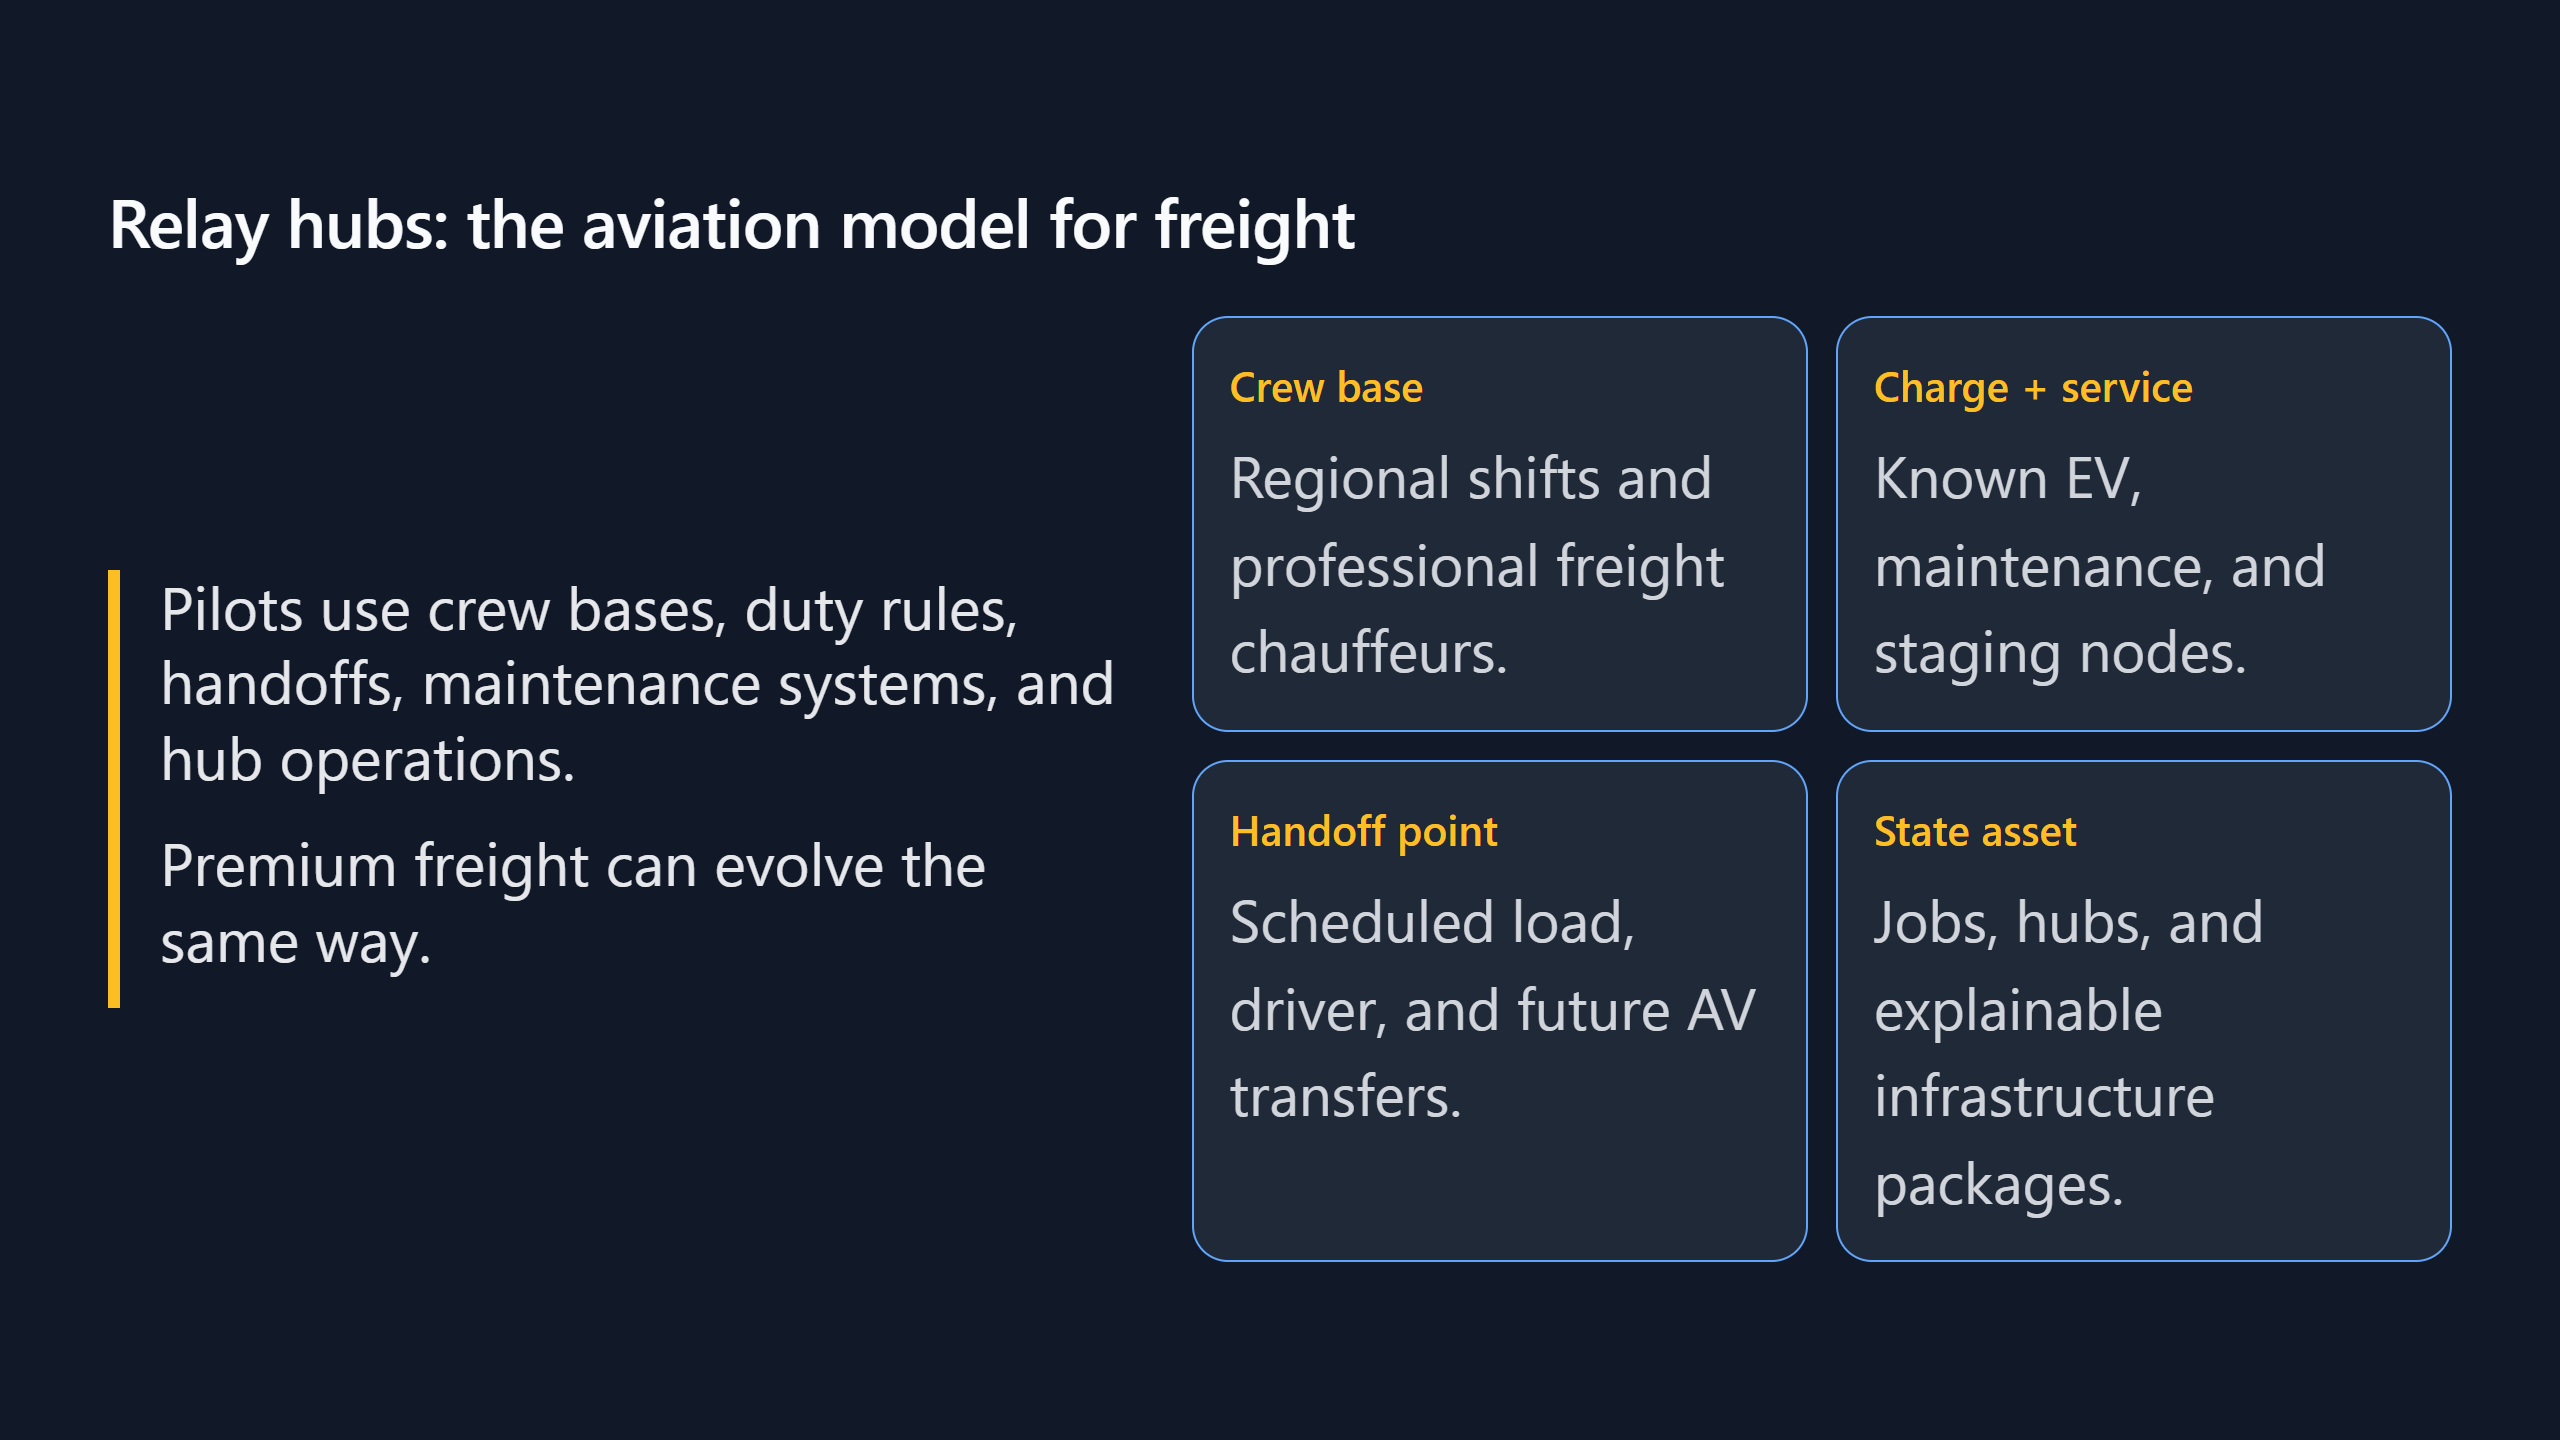 Relay hubs: the aviation model for freight
Pilots use crew bases, duty rules,
handoffs, maintenance systems, and
hub operations.
Premium freight can evolve the
same way.
Crew base
Regional shifts and
professional freight
chauffeurs.
Charge + service
Known EV,
maintenance, and
staging nodes.
Handoff point
Scheduled load,
driver, and future AV
transfers.
State asset
Jobs, hubs, and
explainable
infrastructure
packages.